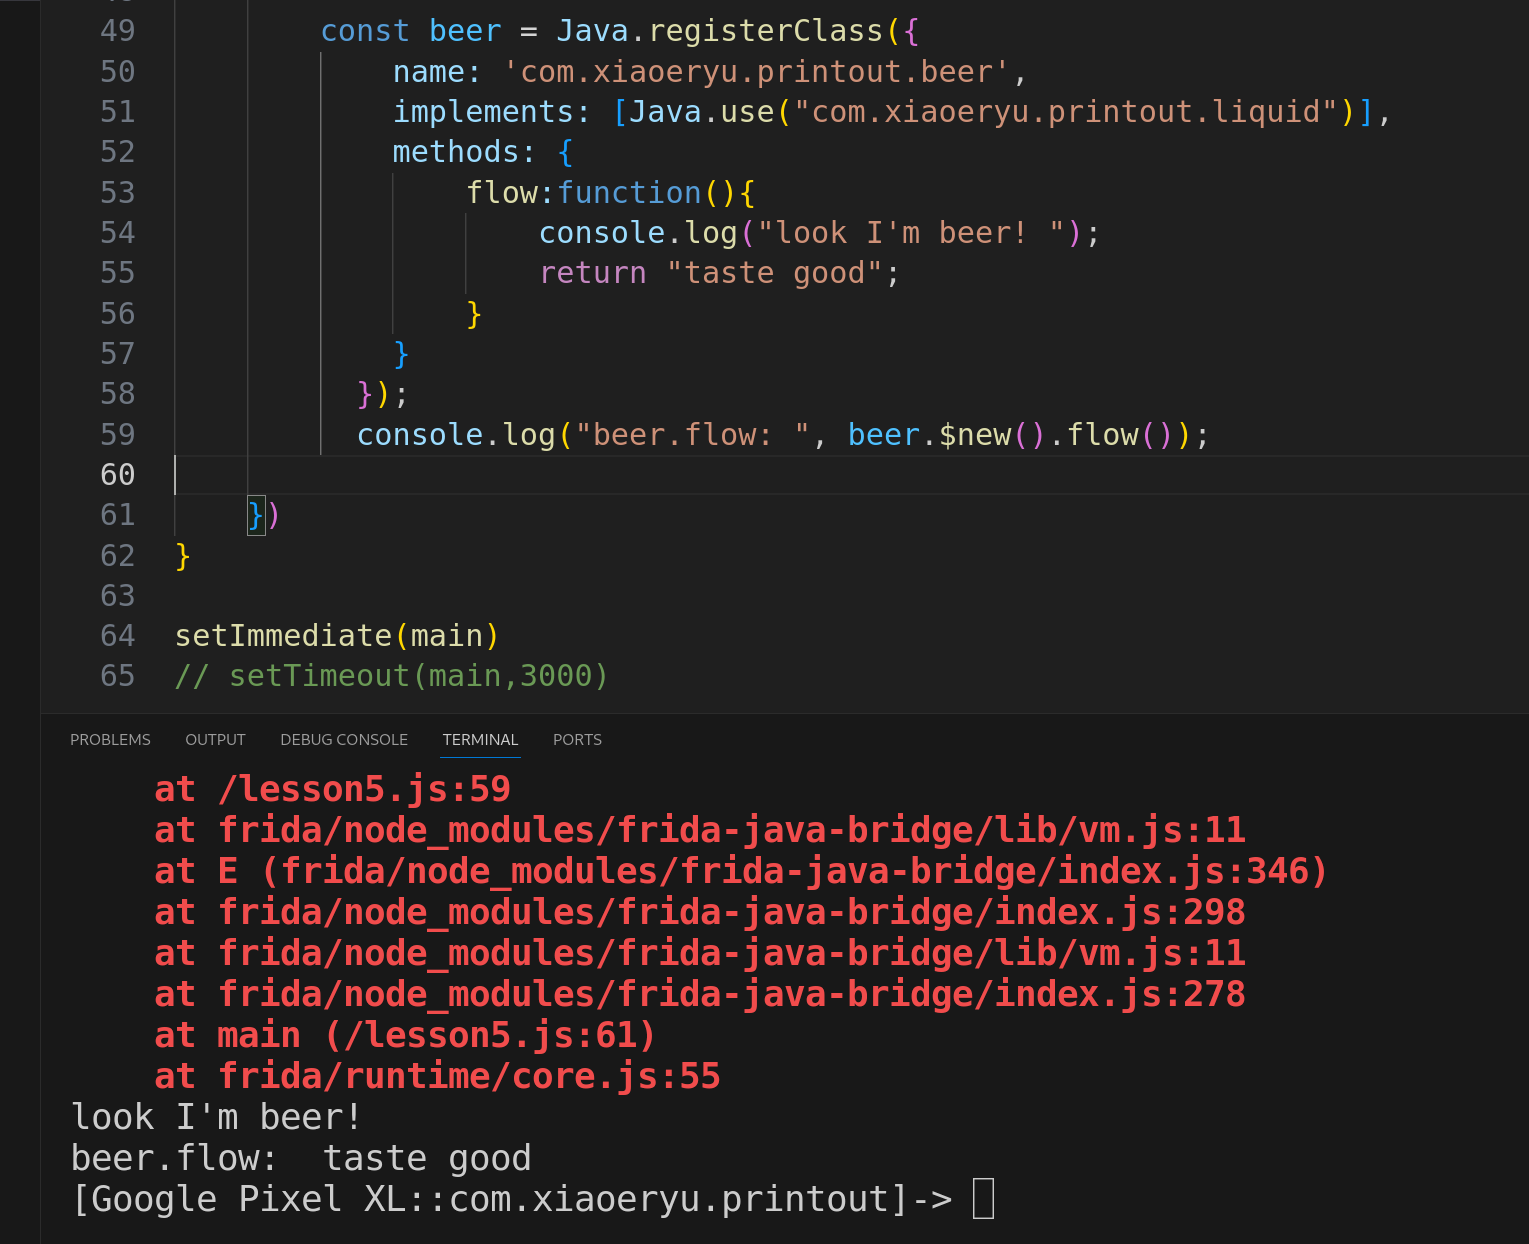 49 const beer = Java.registerClass({
50 name: 'com.xiaoeryu.printout.beer',
51 implements: [Java.use("com.xiaoeryu.printout.liquid")],
52 methods: {
53 flow:function(){
54 console.log("look I'm beer! ");
55 return "taste good";
56 }
57 }
58 });
59 console.log("beer.flow: ", beer.$new().flow());
60
61 })
62 }
63
64 setImmediate(main)
65 // setTimeout(main,3000)
PROBLEMS OUTPUT DEBUG CONSOLE TERMINAL PORTS
at /lesson5.js:59
at frida/node_modules/frida-java-bridge/lib/vm.js:11
at E (frida/node_modules/frida-java-bridge/index.js:346)
at frida/node_modules/frida-java-bridge/index.js:298
at frida/node_modules/frida-java-bridge/lib/vm.js:11
at frida/node_modules/frida-java-bridge/index.js:278
at main (/lesson5.js:61)
at frida/runtime/core.js:55
look I'm beer!
beer.flow:  taste good
[Google Pixel XL::com.xiaoeryu.printout]->